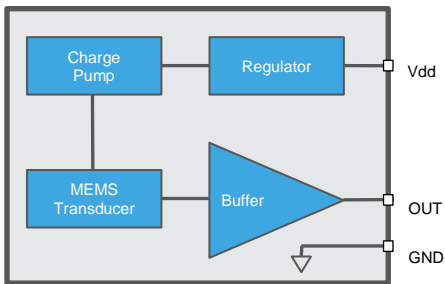 Charge
Pump
Regulator
Vdd
MEMS
Transducer
Buffer
OUT
GND